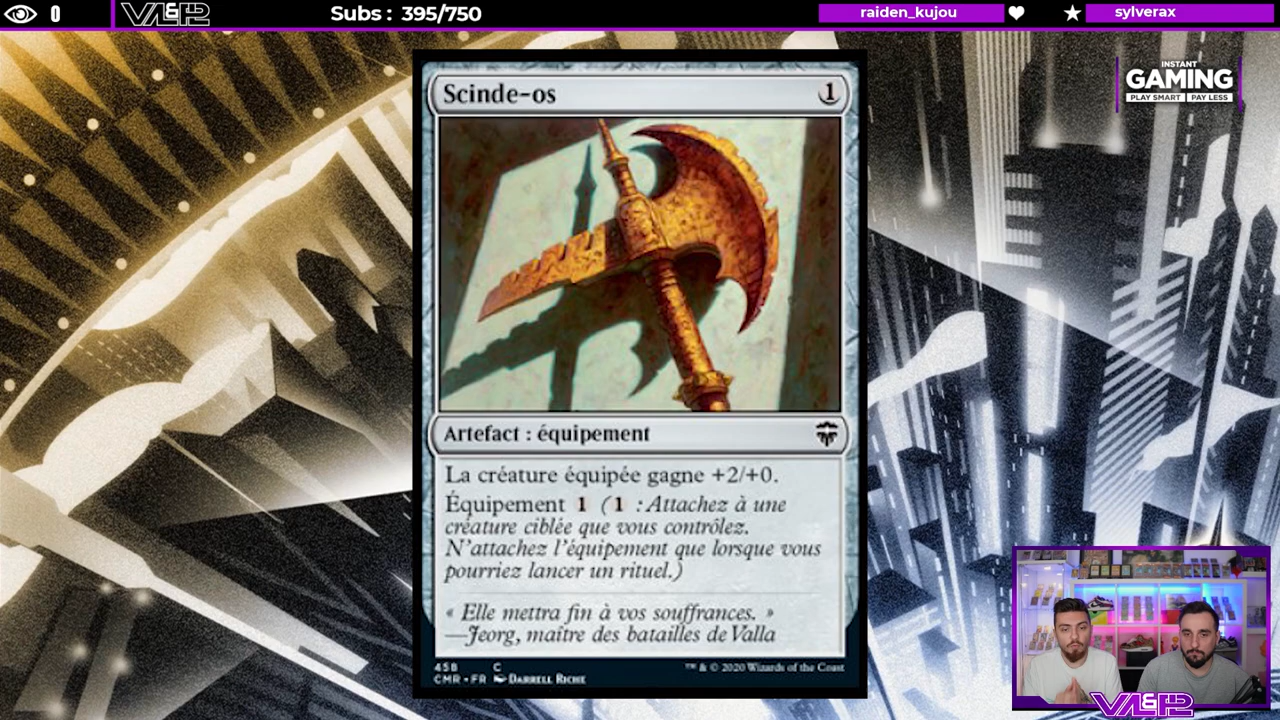 0
VAL&PL
Subs : 395/750
raiden_kujou
sylverax
INSTANT
GAMING
PLAY SMART | PAY LESS
Scinde-os
1
Artefact : équipement
La créature équipée gagne +2/+0.
Équipement 1 (1 : Attachez à une
créature ciblée que vous contrôlez.
N'attachez l'équipement que lorsque vous
pourriez lancer un rituel.)
« Elle mettra fin à vos souffrances. »
—Jeorg, maître des batailles de Valla
458 C
CMR • FR Darrell Riche
™ & © 2020 Wizards of the Coast